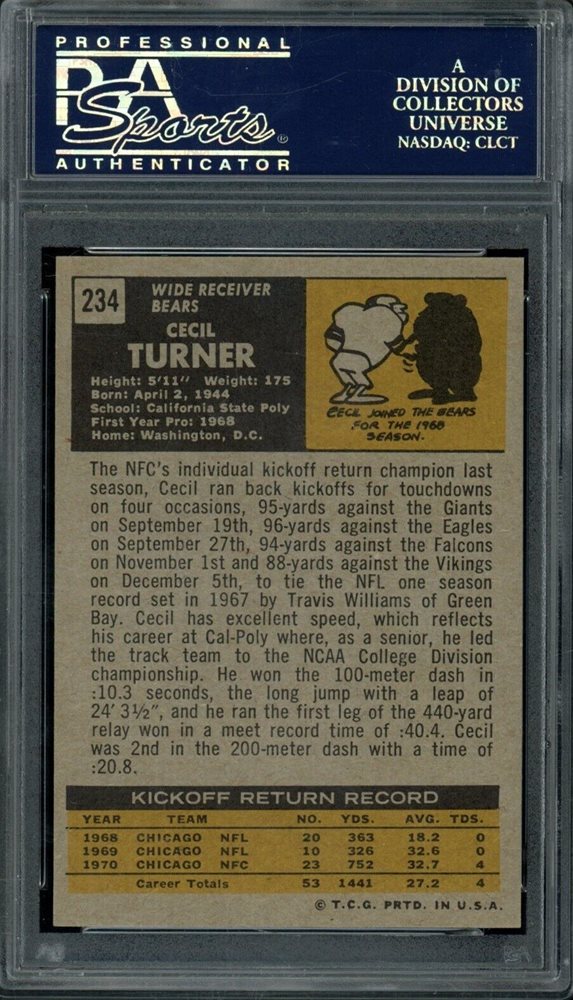 PROFESSIONAL
PSA
Sports®
AUTHENTICATOR
A
DIVISION OF
COLLECTORS
UNIVERSE
NASDAQ: CLCT
234
WIDE RECEIVER
BEARS
CECIL
TURNER
Height: 5'11" Weight: 175
Born: April 2, 1944
School: California State Poly
First Year Pro: 1968
Home: Washington, D.C.
CECIL JOINED THE BEARS
FOR THE 1968
SEASON.
The NFC's individual kickoff return champion last
season, Cecil ran back kickoffs for touchdowns
on four occasions, 95-yards against the Giants
on September 19th, 96-yards against the Eagles
on September 27th, 94-yards against the Falcons
on November 1st and 88-yards against the Vikings
on December 5th, to tie the NFL one season
record set in 1967 by Travis Williams of Green
Bay. Cecil has excellent speed, which reflects
his career at Cal-Poly where, as a senior, he led
the track team to the NCAA College Division
championship. He won the 100-meter dash in
:10.3 seconds, the long jump with a leap of
24' 3½", and he ran the first leg of the 440-yard
relay won in a meet record time of :40.4. Cecil
was 2nd in the 200-meter dash with a time of
:20.8.
KICKOFF RETURN RECORD
YEAR TEAM NO. YDS. AVG. TDS.
1968 CHICAGO NFL 20 363 18.2 0
1969 CHICAGO NFL 10 326 32.6 0
1970 CHICAGO NFC 23 752 32.7 4
Career Totals 53 1441 27.2 4
© T.C.G. PRTD. IN U.S.A.